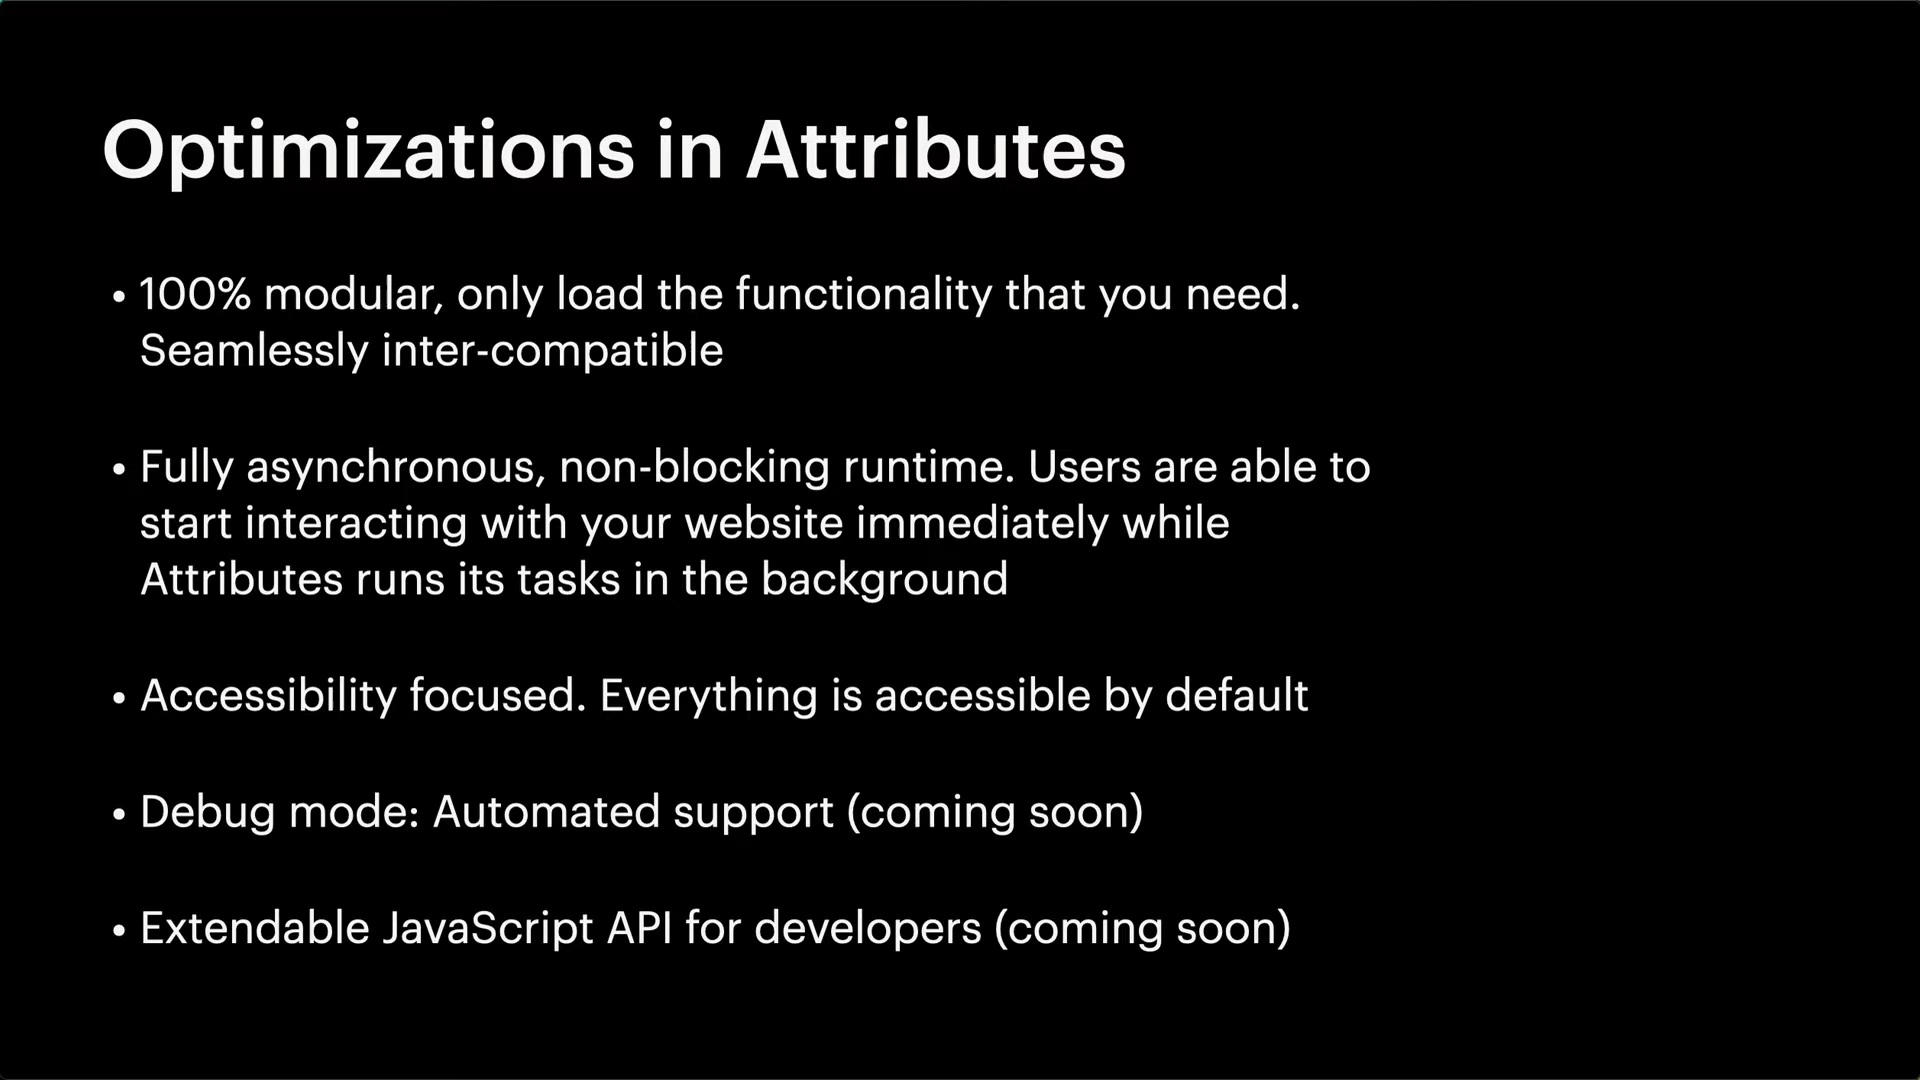 Optimizations in Attributes
• 100% modular, only load the functionality that you need.
Seamlessly inter-compatible
• Fully asynchronous, non-blocking runtime. Users are able to
start interacting with your website immediately while
Attributes runs its tasks in the background
• Accessibility focused. Everything is accessible by default
• Debug mode: Automated support (coming soon)
• Extendable JavaScript API for developers (coming soon)